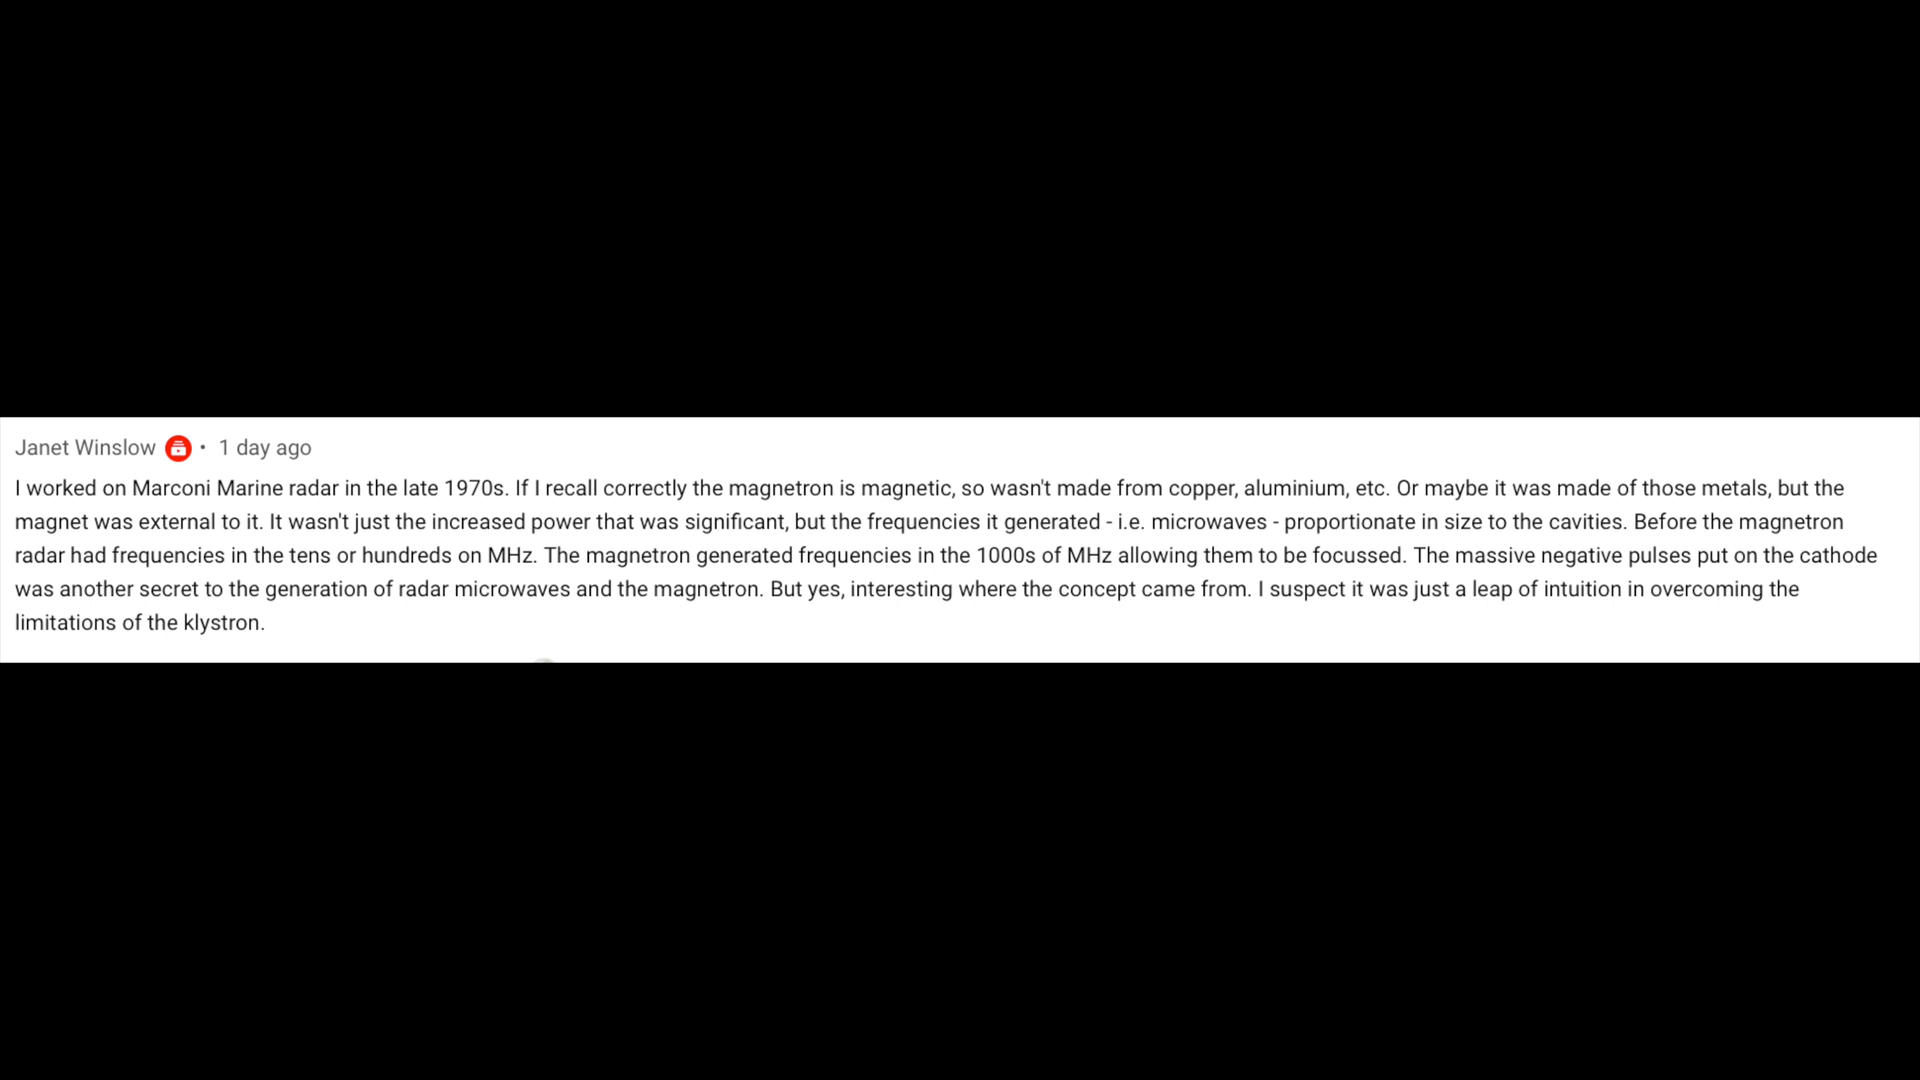 Janet Winslow • 1 day ago
I worked on Marconi Marine radar in the late 1970s. If I recall correctly the magnetron is magnetic, so wasn't made from copper, aluminium, etc. Or maybe it was made of those metals, but the
magnet was external to it. It wasn't just the increased power that was significant, but the frequencies it generated - i.e. microwaves - proportionate in size to the cavities. Before the magnetron
radar had frequencies in the tens or hundreds on MHz. The magnetron generated frequencies in the 1000s of MHz allowing them to be focussed. The massive negative pulses put on the cathode
was another secret to the generation of radar microwaves and the magnetron. But yes, interesting where the concept came from. I suspect it was just a leap of intuition in overcoming the
limitations of the klystron.